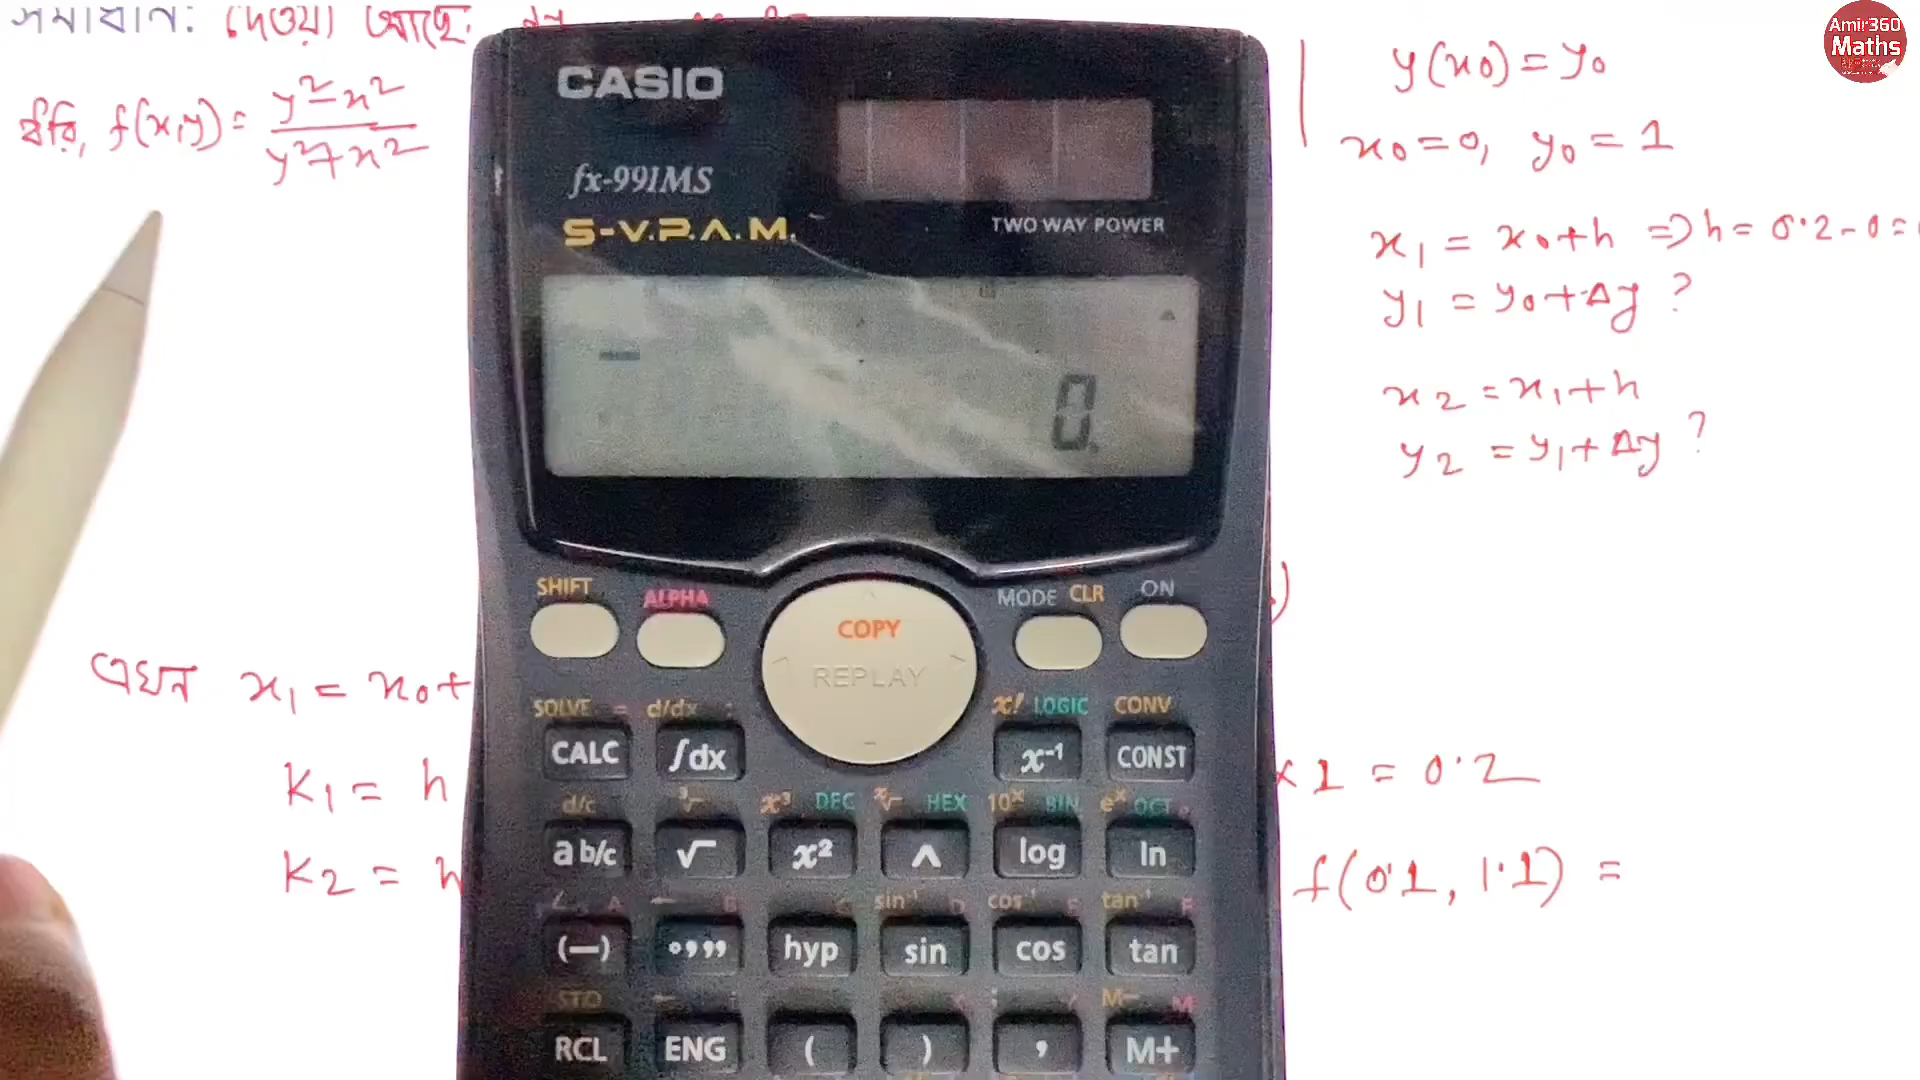 সমাধান: দেওয়া আছে:
ধরি, f(x,y) = y²-x² / y²+x²
y(x0) = y0
x0=0, y0 = 1
x1 = x0+h ⇒ h = 0.2-0=
y1 = y0+Δy ?
x2 = x1+h
y2 = y1+Δy ?
এখন x1 = x0+
K1 = h
×1 = 0.2
K2 = h
f(0.1, 1.1) =
Amir360
Maths
CASIO
fx-991MS
S-V.P.A.M.
TWO WAY POWER
0.
SHIFT ALPHA MODE CLR ON
COPY
REPLAY
SOLVE = d/dx : x! LOGIC CONV
CALC ∫dx x⁻¹ CONST
d/c ³√ x³ DEC ˣ√ HEX 10ˣ BIN eˣ OCT
a b/c √ x² ^ log ln
∠ A ← B C sin⁻¹ D cos⁻¹ E tan⁻¹ F
(—) °,,, hyp sin cos tan
STO ← X ; Y M− M
RCL ENG ( ) , M+